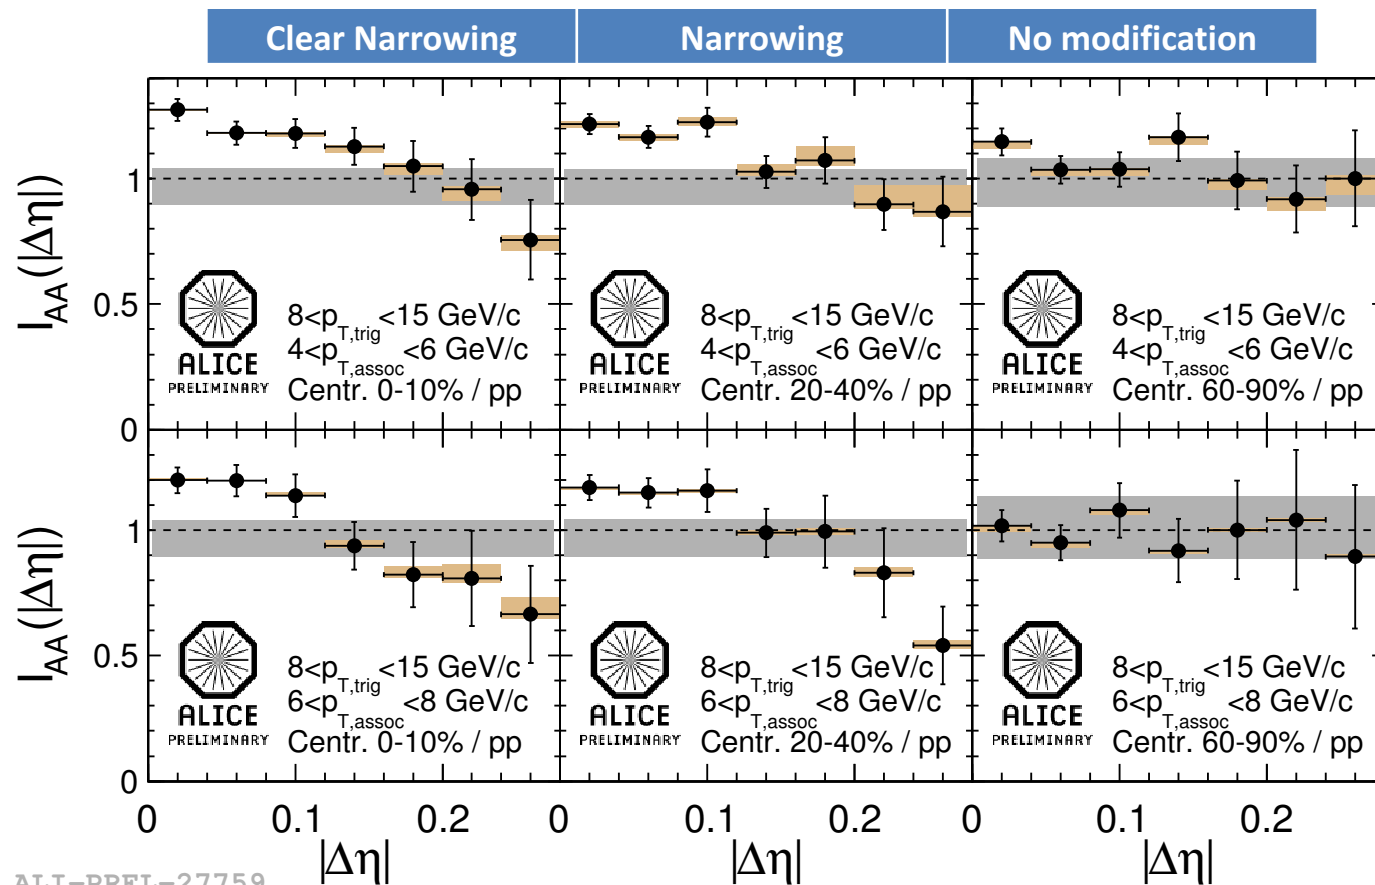 Clear Narrowing Narrowing No modification
I_AA(|Δη|)
1
0.5
0
ALICE
PRELIMINARY
8<p_T,trig<15 GeV/c
4<p_T,assoc<6 GeV/c
Centr. 0-10% / pp
ALICE
PRELIMINARY
8<p_T,trig<15 GeV/c
4<p_T,assoc<6 GeV/c
Centr. 20-40% / pp
ALICE
PRELIMINARY
8<p_T,trig<15 GeV/c
4<p_T,assoc<6 GeV/c
Centr. 60-90% / pp
I_AA(|Δη|)
1
0.5
0
ALICE
PRELIMINARY
8<p_T,trig<15 GeV/c
6<p_T,assoc<8 GeV/c
Centr. 0-10% / pp
ALICE
PRELIMINARY
8<p_T,trig<15 GeV/c
6<p_T,assoc<8 GeV/c
Centr. 20-40% / pp
ALICE
PRELIMINARY
8<p_T,trig<15 GeV/c
6<p_T,assoc<8 GeV/c
Centr. 60-90% / pp
0 0.1 0.2 0 0.1 0.2 0 0.1 0.2
|Δη| |Δη| |Δη|
ALI-PREL-27759